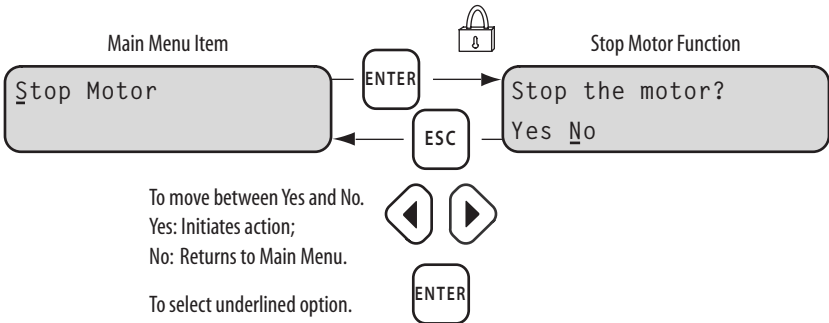 Main Menu Item
Stop Motor Function
Stop Motor
ENTER
Stop the motor?
Yes No
ESC
To move between Yes and No.
Yes: Initiates action;
No: Returns to Main Menu.
To select underlined option.
ENTER